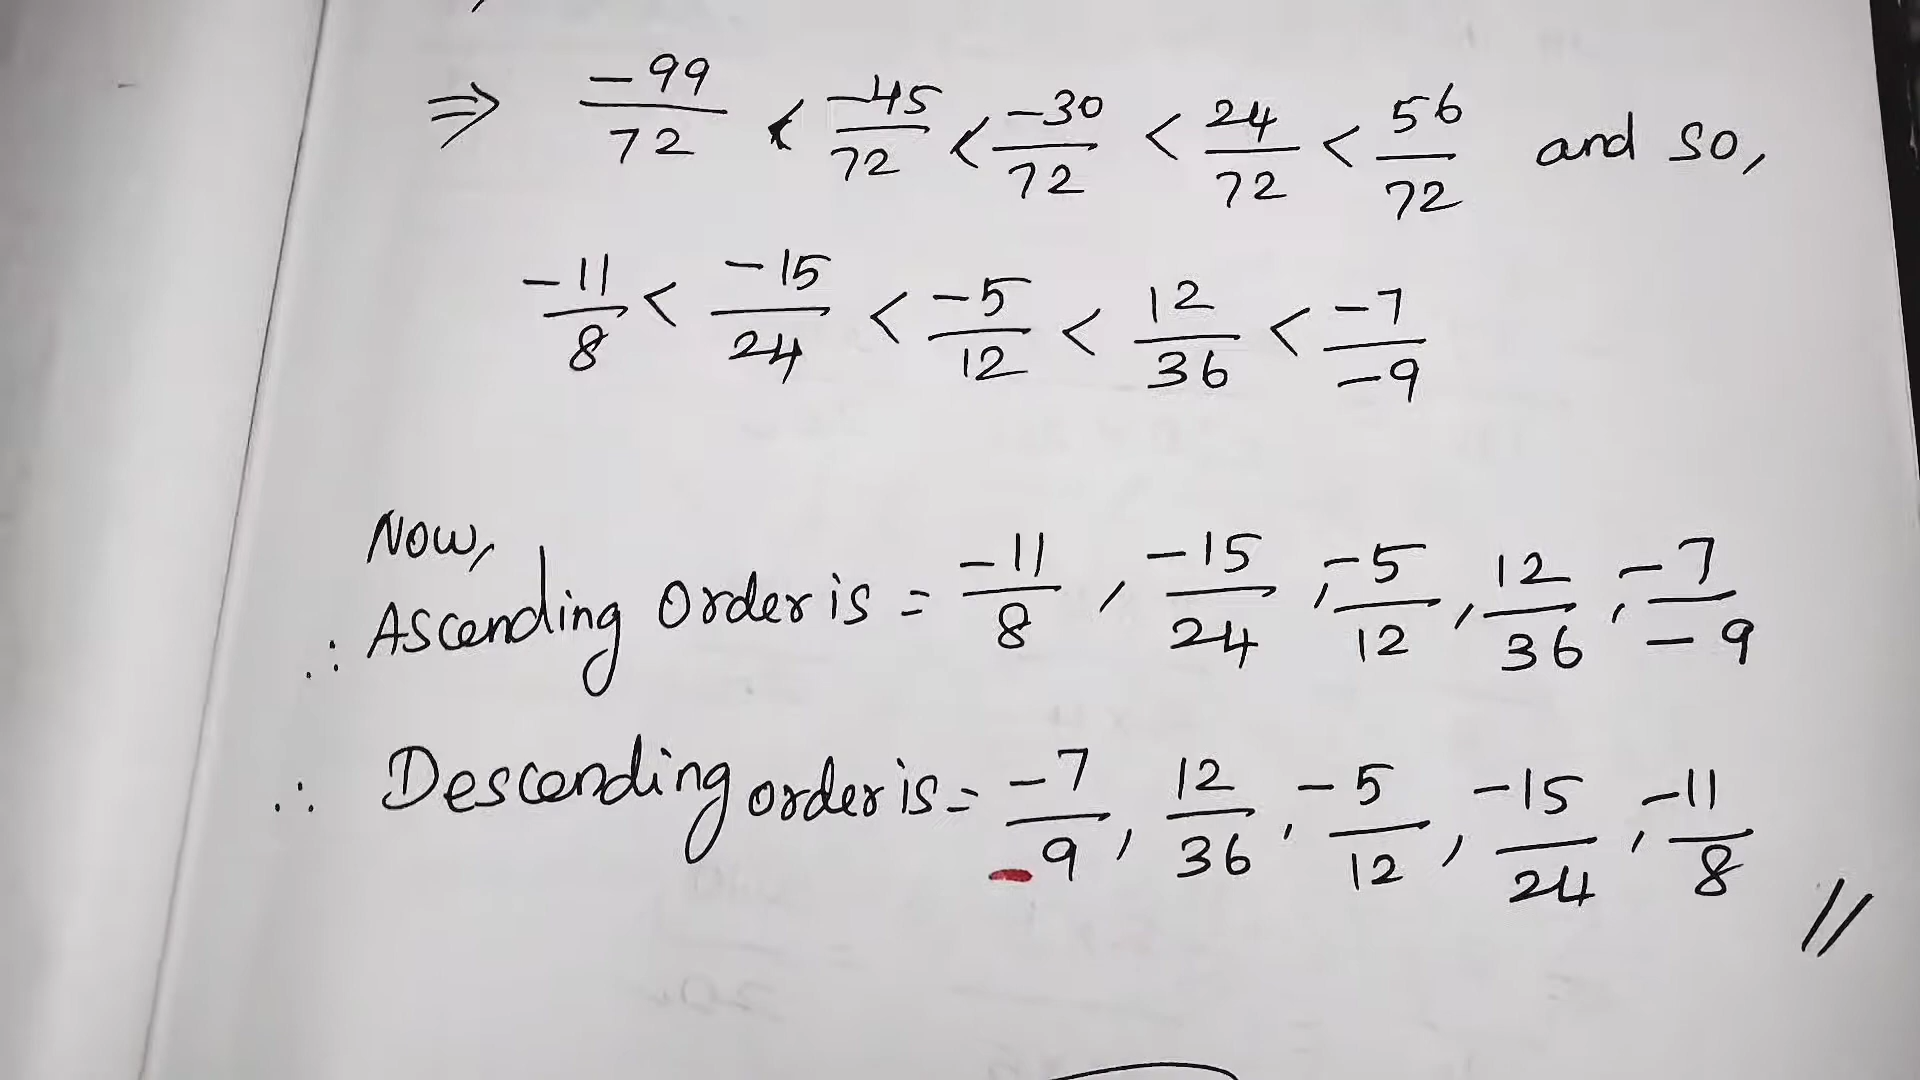 ⇒ -99/72 < -45/72 < -30/72 < 24/72 < 56/72 and so,
-11/8 < -15/24 < -5/12 < 12/36 < -7/-9
Now,
∴ Ascending Order is = -11/8 , -15/24 , -5/12 , 12/36 , -7/-9
∴ Descending order is = -7/-9 , 12/36 , -5/12 , -15/24 , -11/8 //